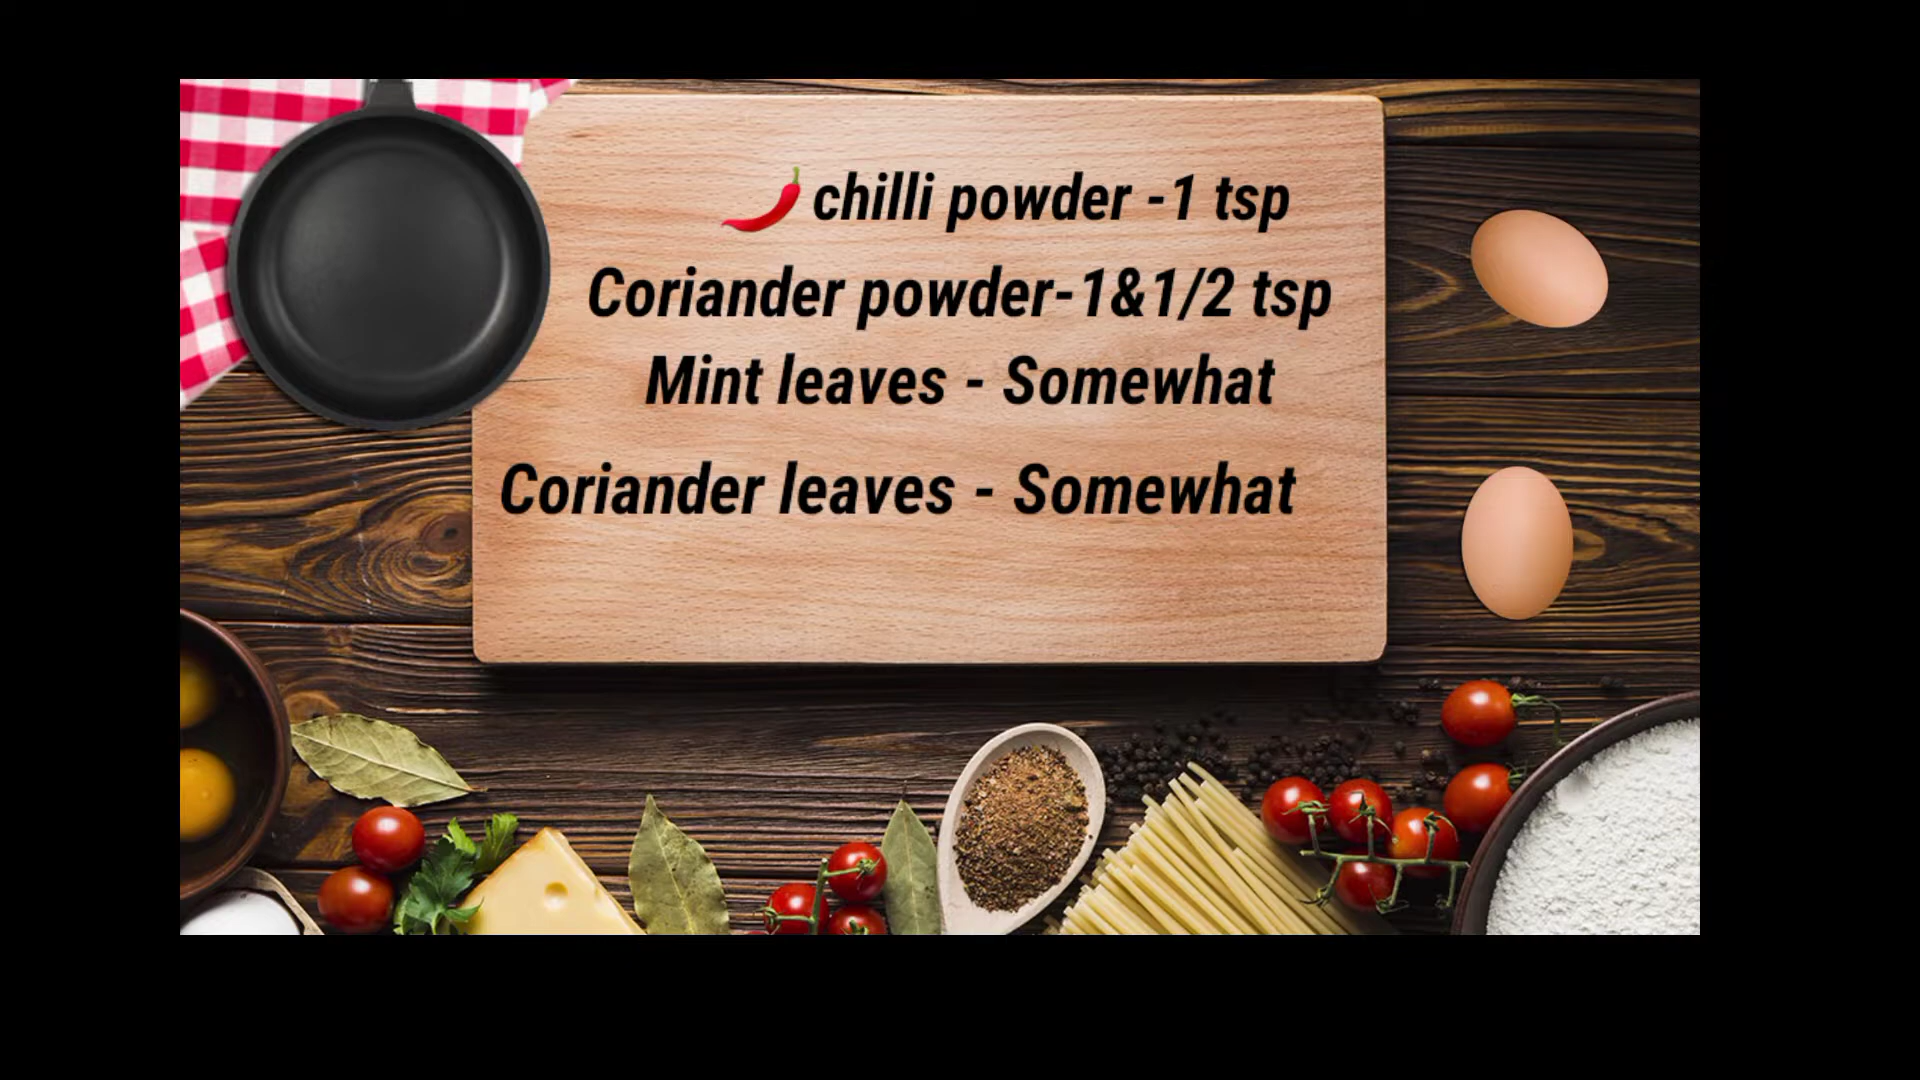 🌶️ chilli powder -1 tsp
Coriander powder-1&1/2 tsp
Mint leaves - Somewhat
Coriander leaves - Somewhat